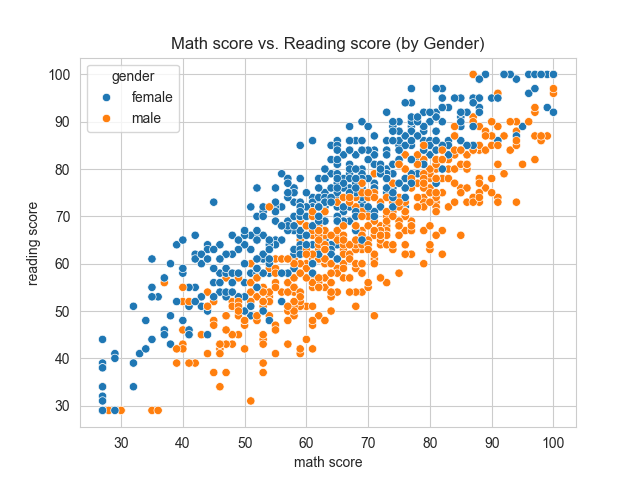 Math score vs. Reading score (by Gender)
gender
female
male
reading score
100
90
80
70
60
50
40
30
30 40 50 60 70 80 90 100
math score